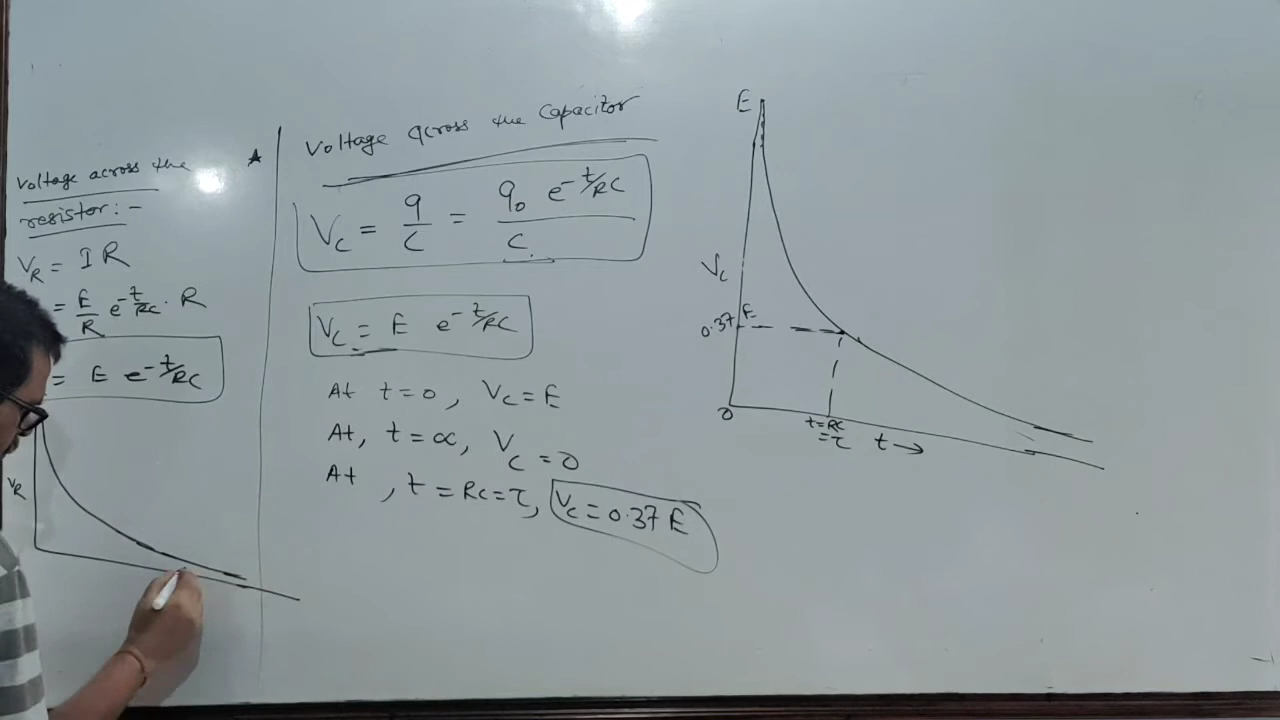 Voltage across the
resistor:-
V_R = I R
= E/R e^{-t/RC} . R
= E e^{-t/RC}
V_R
★ Voltage across the Capacitor
V_C = q/C = q_0 e^{-t/RC}/C.
V_C = E e^{-t/RC}
At t=0, V_C = E
At, t=∝, V_C = 0
At , t = RC = τ, V_C = 0.37 E
E
V_C
0.37 E
0
t=RC
=τ
t →